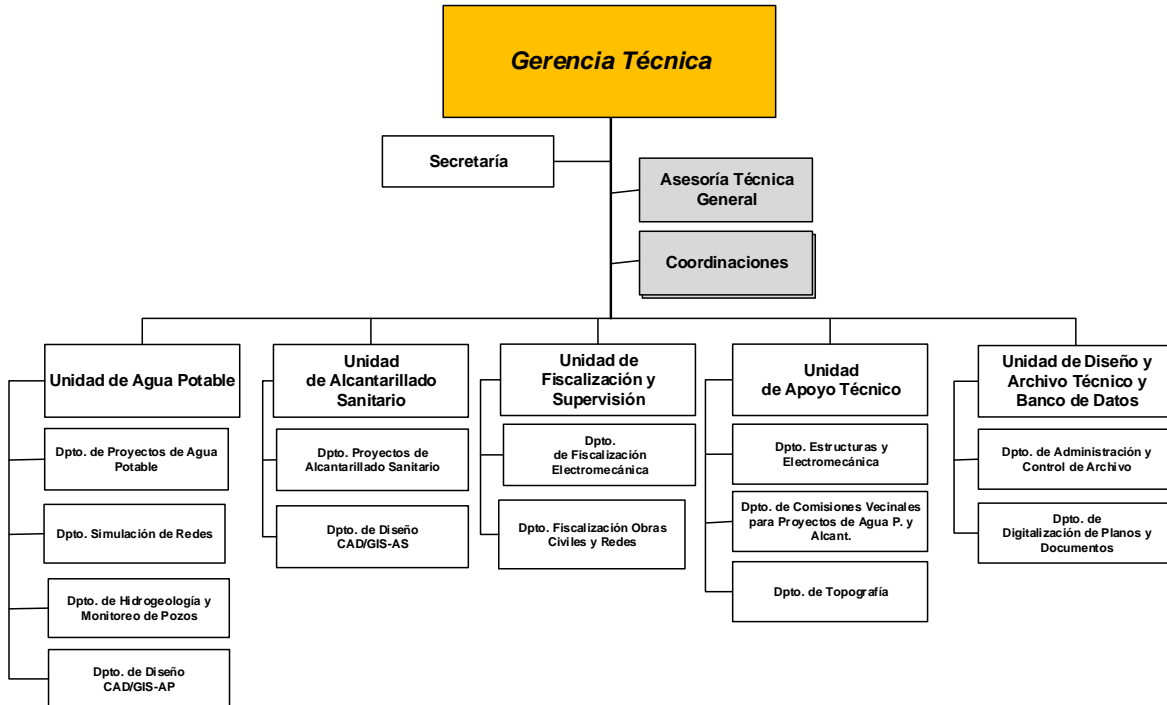 Gerencia Técnica
Secretaría
Asesoría Técnica
General
Coordinaciones
Unidad de Agua Potable
Dpto. de Proyectos de Agua
Potable
Dpto. Simulación de Redes
Dpto. de Hidrogeología y
Monitoreo de Pozos
Dpto. de Diseño
CAD/GIS-AP
Unidad
de Alcantarillado
Sanitario
Dpto. Proyectos de
Alcantarillado Sanitario
Dpto. de Diseño
CAD/GIS-AS
Unidad de
Fiscalización y
Supervisión
Dpto.
de Fiscalización
Electromecánica
Dpto. Fiscalización Obras
Civiles y Redes
Unidad
de Apoyo Técnico
Dpto. Estructuras y
Electromecánica
Dpto. de Comisiones Vecinales
para Proyectos de Agua P. y
Alcant.
Dpto. de Topografía
Unidad de Diseño y
Archivo Técnico y
Banco de Datos
Dpto. de Administración y
Control de Archivo
Dpto. de
Digitalización de Planos y
Documentos